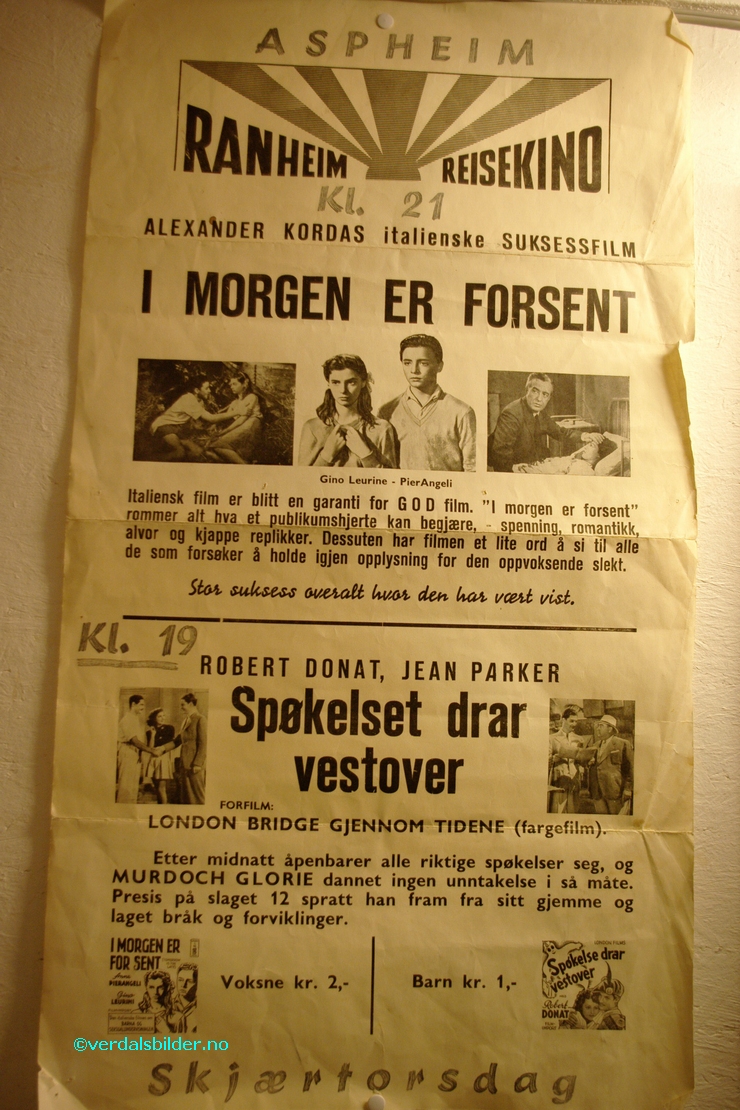 ASPHEIM
RANHEIM REISEKINO
Kl. 21
ALEXANDER KORDAS italienske SUKSESSFILM
I MORGEN ER FORSENT
Gino Leurine - PierAngeli
Italiensk film er blitt en garanti for GOD film. "I morgen er forsent"
rommer alt hva et publikumshjerte kan begjære, - spenning, romantikk,
alvor og kjappe replikker. Dessuten har filmen et lite ord å si til alle
de som forsøker å holde igjen opplysning for den oppvoksende slekt.
Stor suksess overalt hvor den har vært vist.
Kl. 19
ROBERT DONAT, JEAN PARKER
Spøkelset drar
vestover
FORFILM:
LONDON BRIDGE GJENNOM TIDENE (fargefilm).
Etter midnatt åpenbarer alle riktige spøkelser seg, og
MURDOCH GLORIE dannet ingen unntakelse i så måte.
Presis på slaget 12 spratt han fram fra sitt gjemme og
laget bråk og forviklinger.
I MORGEN ER
FOR SENT
Anna
PIERANGELI
Gino
LEURINI
Voksne kr. 2,-
Barn kr. 1,-
LONDON FILMS
Spøkelse drar
vestover
Robert
DONAT
©verdalsbilder.no
Skjærtorsdag